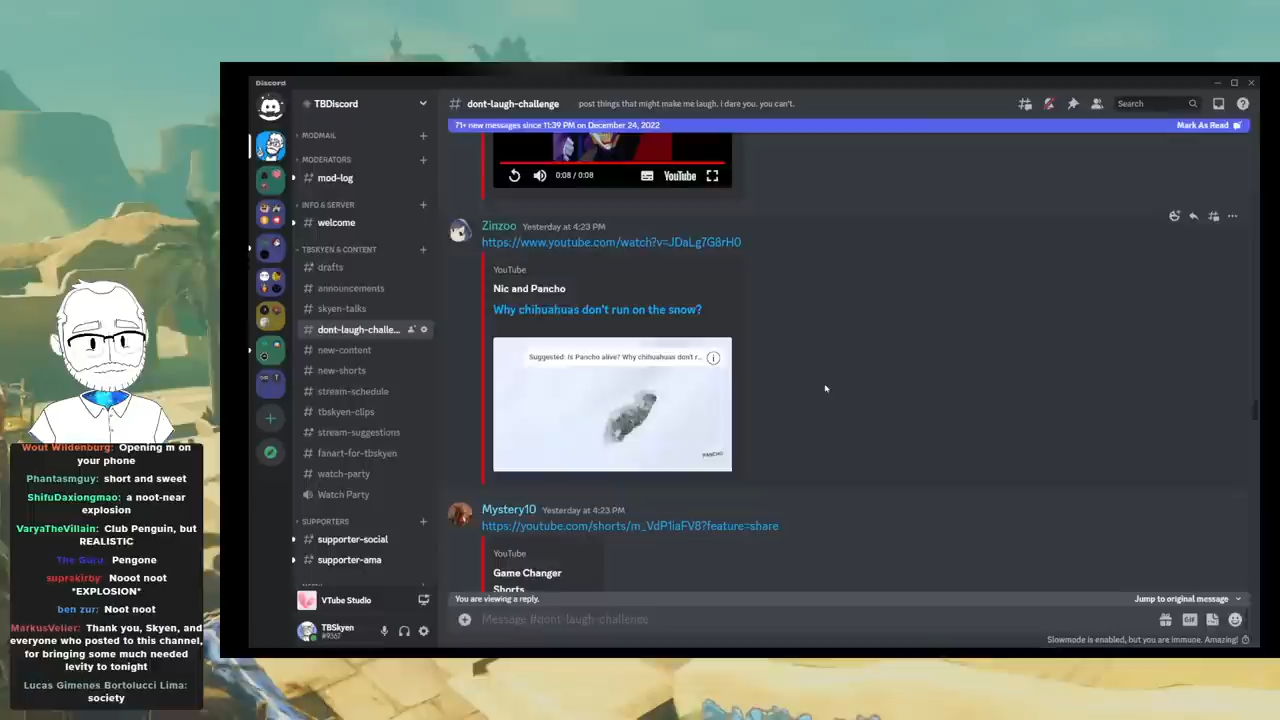 Discord
TBDiscord
# dont-laugh-challenge
post things that might make me laugh. i dare you. you can't.
Search
71+ new messages since 11:39 PM on December 24, 2022
Mark As Read
MODMAIL
MODERATORS
mod-log
INFO & SERVER
welcome
TBSKYEN & CONTENT
drafts
announcements
skyen-talks
dont-laugh-challe...
new-content
new-shorts
stream-schedule
tbskyen-clips
stream-suggestions
fanart-for-tbskyen
watch-party
Watch Party
SUPPORTERS
supporter-social
supporter-ama
VTube Studio
TBSkyen
#9367
0:08 / 0:08
YouTube
Zinzoo Yesterday at 4:23 PM
https://www.youtube.com/watch?v=JDaLg7G8rH0
YouTube
Nic and Pancho
Why chihuahuas don't run on the snow?
Suggested: Is Pancho alive? Why chihuahuas don't r...
PANCHO
Mystery10 Yesterday at 4:23 PM
https://youtube.com/shorts/m_VdP1iaFV8?feature=share
YouTube
Game Changer
Shorts
You are viewing a reply.
Jump to original message
Message #dont-laugh-challenge
GIF
Slowmode is enabled, but you are immune. Amazing!
Wout Wildenburg: Opening m on
your phone
Phantasmguy: short and sweet
ShifuDaxiongmao: a noot-near
explosion
VaryaTheVillain: Club Penguin, but
REALISTIC
The Guru: Pengone
suprakirby: Nooot noot
*EXPLOSION*
ben zur: Noot noot
MarkusVelier: Thank you, Skyen, and
everyone who posted to this channel,
for bringing some much needed
levity to tonight
Lucas Gimenes Bortolucci Lima:
society